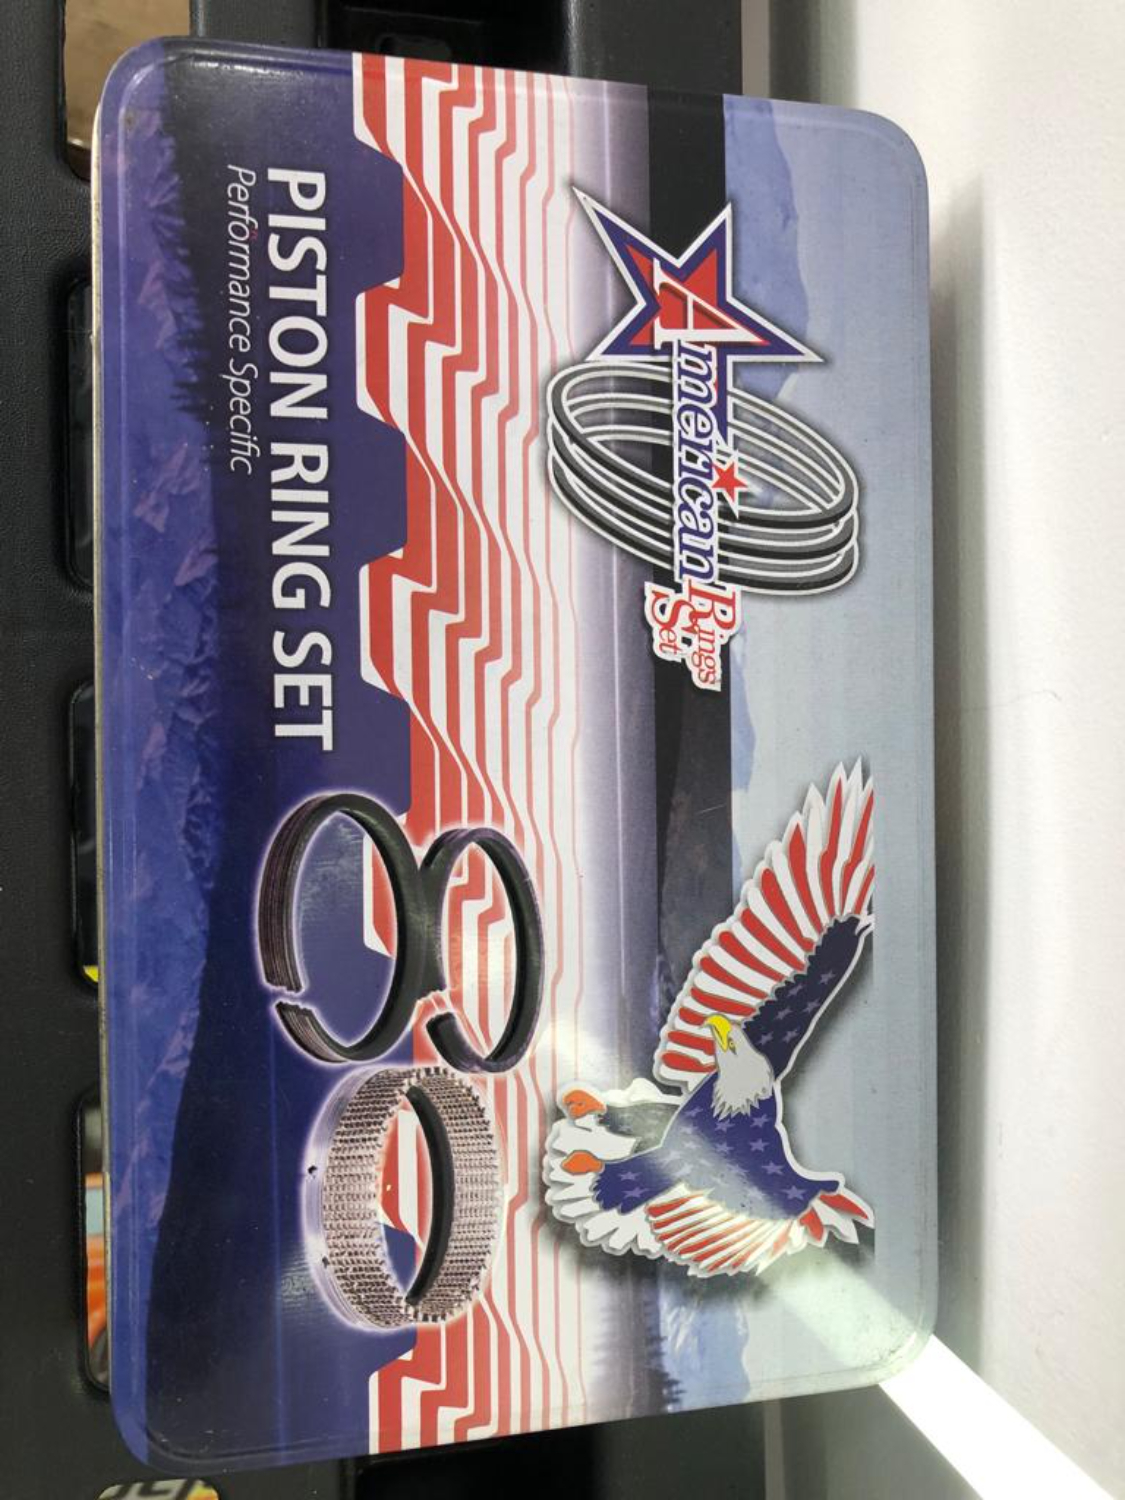 American
Rings
Set
PISTON RING SET
Performance Specific